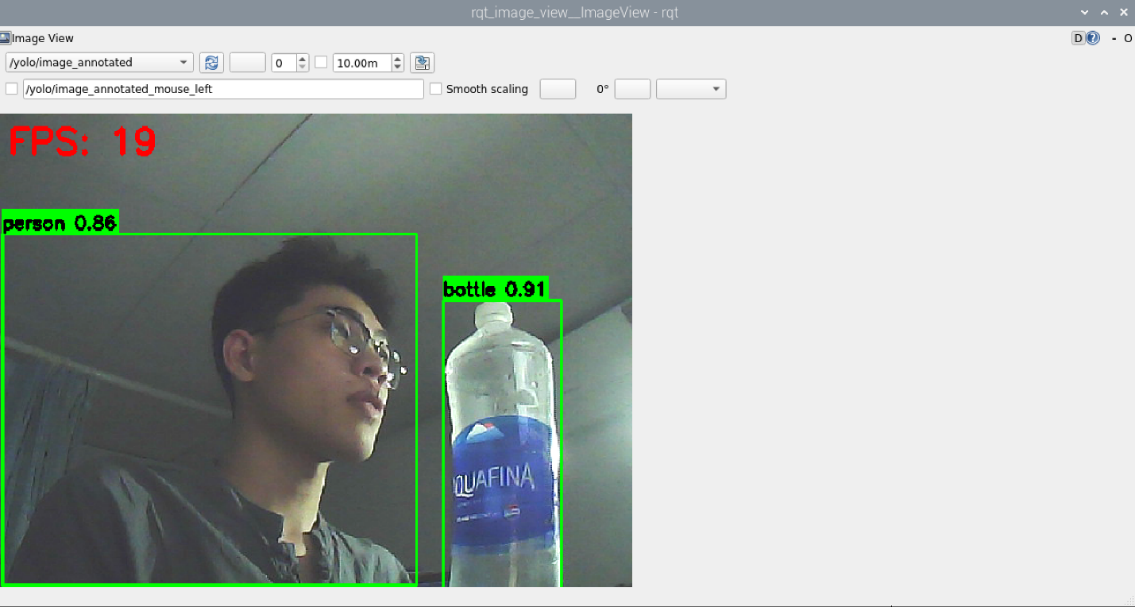 rqt_image_view__ImageView - rqt
Image View
D
- O
/yolo/image_annotated
0
10.00m
/yolo/image_annotated_mouse_left
Smooth scaling
0°
FPS: 19
person 0.86
bottle 0.91
QUAFINA